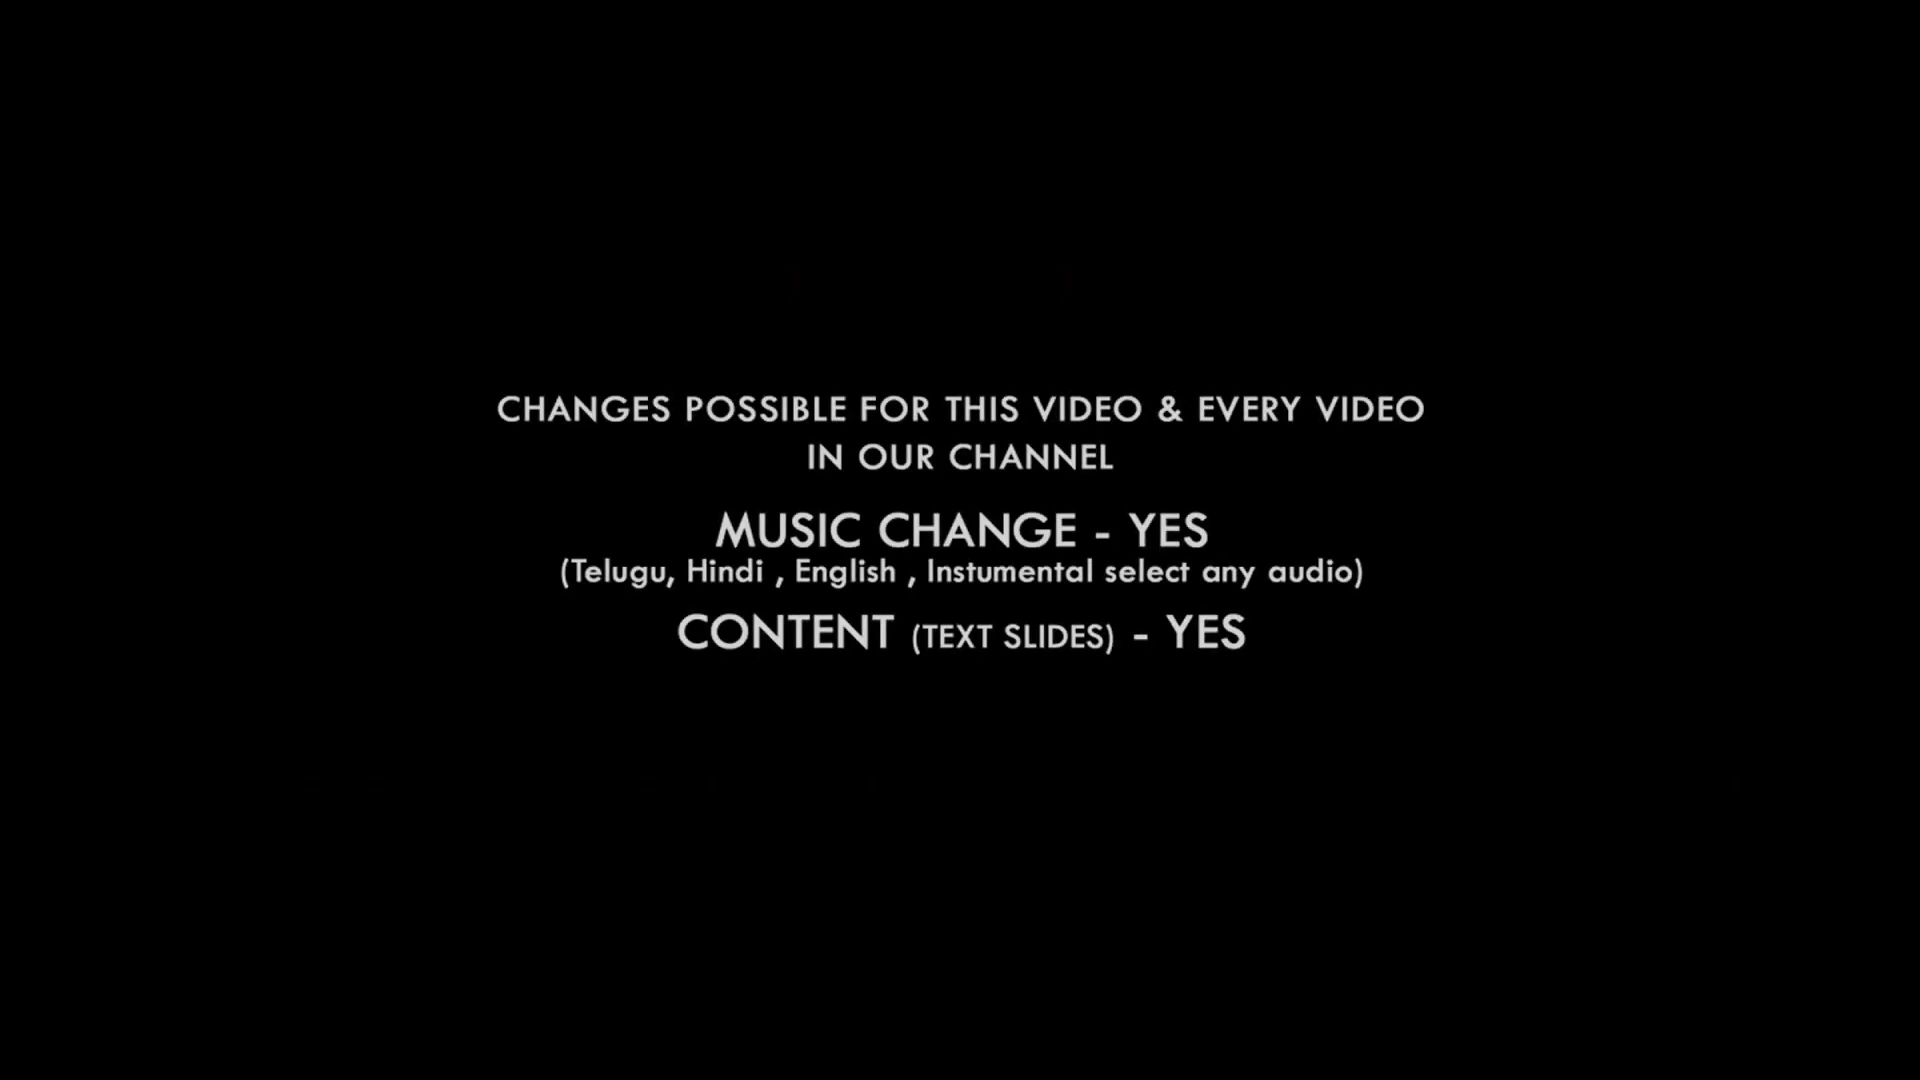 CHANGES POSSIBLE FOR THIS VIDEO & EVERY VIDEO
IN OUR CHANNEL
MUSIC CHANGE - YES
(Telugu, Hindi , English , Instumental select any audio)
CONTENT (TEXT SLIDES) - YES